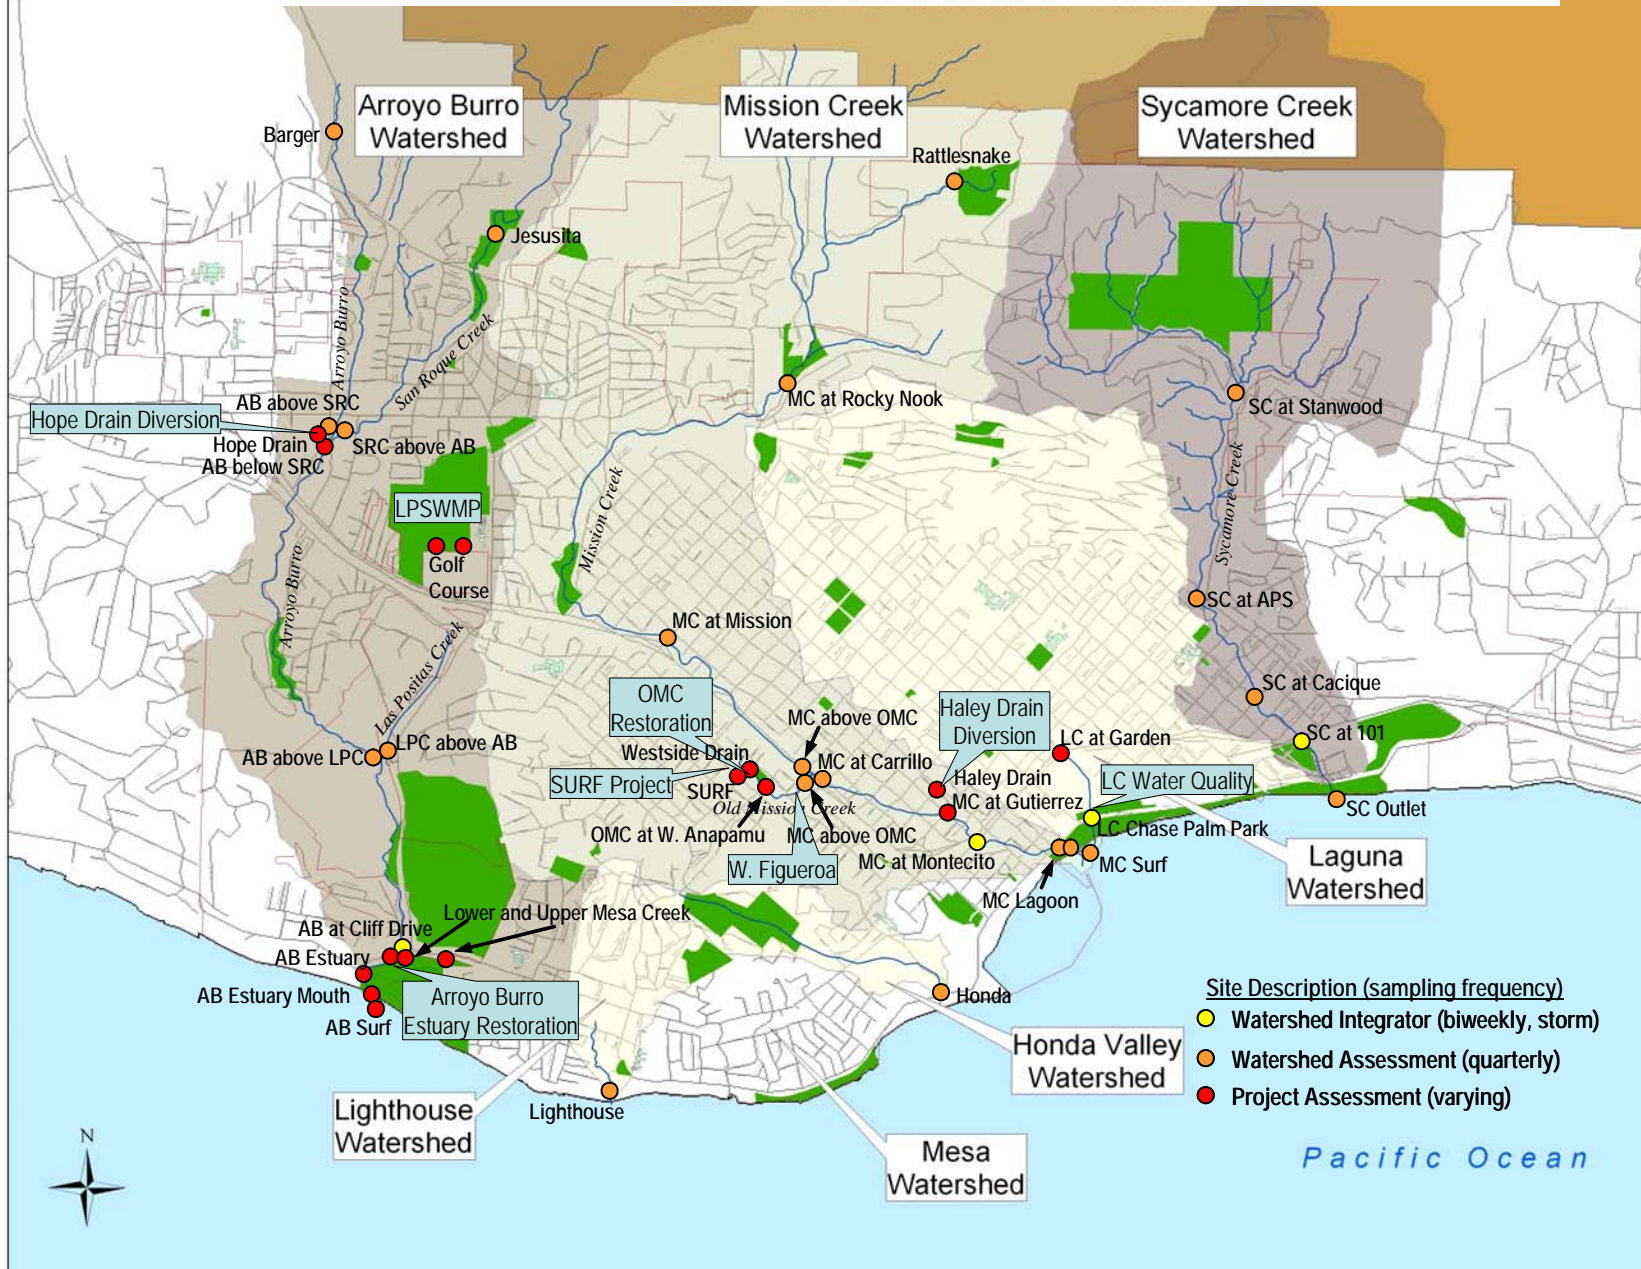 Arroyo Burro
Watershed
Mission Creek
Watershed
Sycamore Creek
Watershed
Barger
Rattlesnake
Jesusita
Arroyo Burro
San Roque Creek
AB above SRC
Hope Drain Diversion
Hope Drain
SRC above AB
AB below SRC
MC at Rocky Nook
SC at Stanwood
LPSWMP
Golf
Course
Mission Creek
Sycamore Creek
Arroyo Burro
SC at APS
MC at Mission
Las Positas Creek
OMC
Restoration
SC at Cacique
MC above OMC
Haley Drain
Diversion
LC at Garden
SC at 101
AB above LPC
LPC above AB
Westside Drain
MC at Carrillo
SURF Project
SURF
Haley Drain
LC Water Quality
Old Mission Creek
MC at Gutierrez
SC Outlet
OMC at W. Anapamu
MC above OMC
LC Chase Palm Park
W. Figueroa
MC at Montecito
MC Surf
Laguna
Watershed
MC Lagoon
Lower and Upper Mesa Creek
AB at Cliff Drive
AB Estuary
AB Estuary Mouth
Arroyo Burro
Estuary Restoration
AB Surf
Honda
Site Description (sampling frequency)
Watershed Integrator (biweekly, storm)
Watershed Assessment (quarterly)
Project Assessment (varying)
Honda Valley
Watershed
Lighthouse
Lighthouse
Watershed
Mesa
Watershed
N
Pacific Ocean